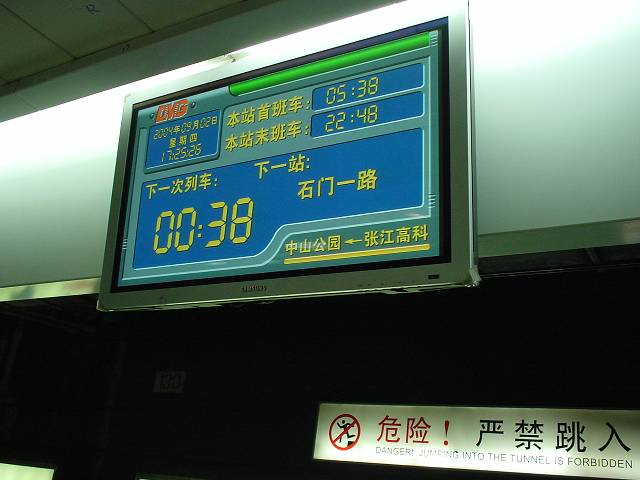 DMG
2004年09月02日
星期四
17:25:26
本站首班车: 05:38
本站末班车: 22:48
下一次列车:
00:38
下一站:
石门一路
中山公园←张江高科
SAMSUNG
危险！严禁跳入
DANGER! JUMPING INTO THE TUNNEL IS FORBIDDEN